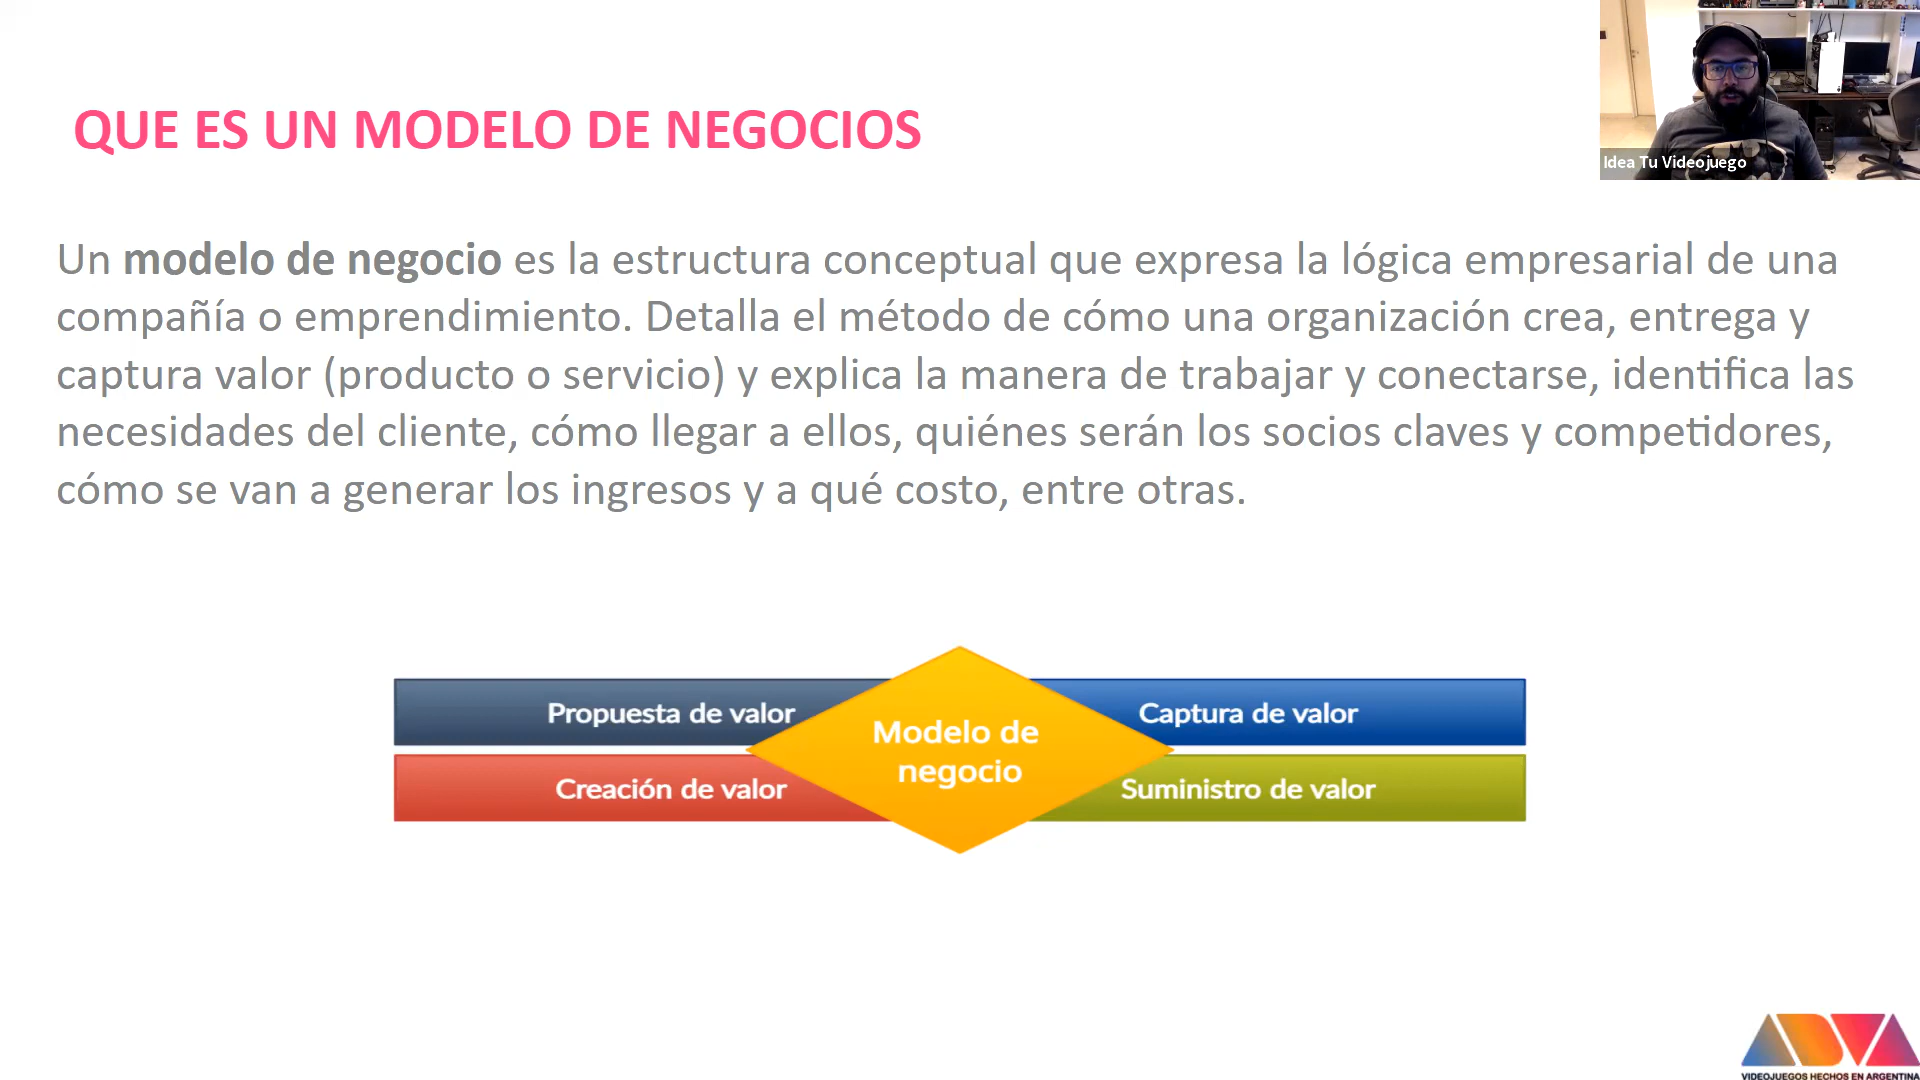 QUE ES UN MODELO DE NEGOCIOS
Idea Tu Videojuego
Un modelo de negocio es la estructura conceptual que expresa la lógica empresarial de una
compañía o emprendimiento. Detalla el método de cómo una organización crea, entrega y
captura valor (producto o servicio) y explica la manera de trabajar y conectarse, identifica las
necesidades del cliente, cómo llegar a ellos, quiénes serán los socios claves y competidores,
cómo se van a generar los ingresos y a qué costo, entre otras.
Propuesta de valor
Creación de valor
Modelo de
negocio
Captura de valor
Suministro de valor
ADVA
VIDEOJUEGOS HECHOS EN ARGENTINA